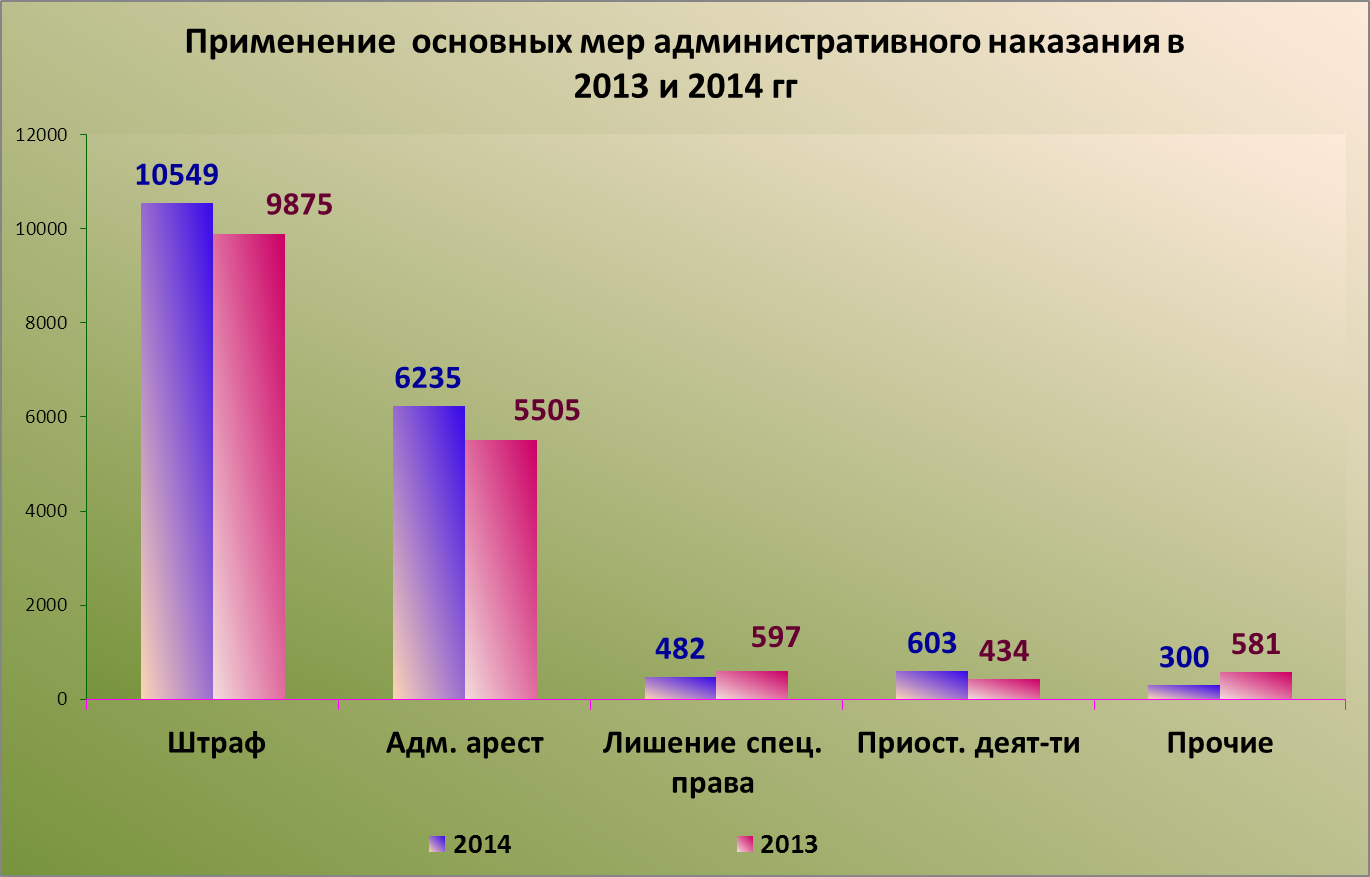 Применение основных мер административного наказания в
2013 и 2014 гг
12000
10000
8000
6000
4000
2000
0
10549
9875
6235
5505
482
597
603
434
300
581
Штраф
Адм. арест
Лишение спец.
права
Приост. деят-ти
Прочие
2014
2013